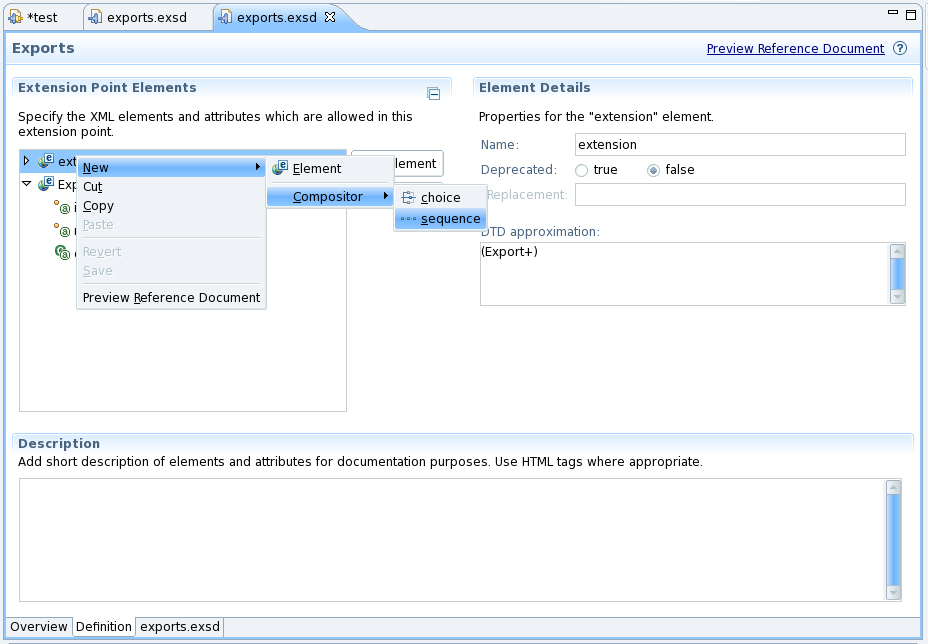 *test
exports.exsd
exports.exsd
Exports
Preview Reference Document
Extension Point Elements
Specify the XML elements and attributes which are allowed in this
extension point.
ext
Exp
New
Cut
Copy
Paste
Revert
Save
Preview Reference Document
Element
Compositor
choice
sequence
lement
Element Details
Properties for the "extension" element.
Name:
extension
Deprecated:
true
false
Replacement:
DTD approximation:
(Export+)
Description
Add short description of elements and attributes for documentation purposes. Use HTML tags where appropriate.
Overview
Definition
exports.exsd